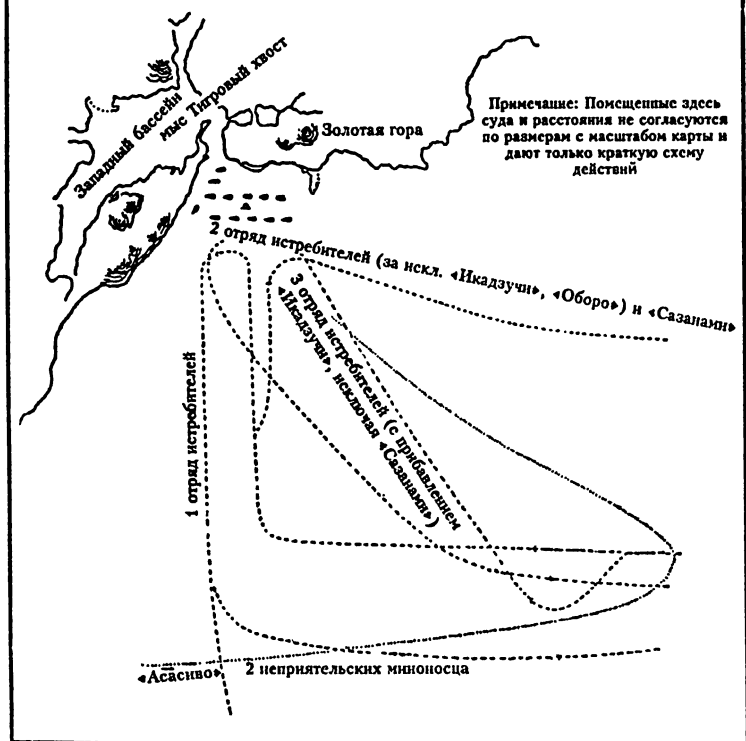 Западный бассейн
мыс Тигровый хвост
Золотая гора
Примечание: Помещенные здесь
суда и расстояния не согласуются
по размерам с масштабом карты и
дают только краткую схему
действий
2 отряд истребителей (за искл. «Икадзучи», «Оборо») и «Сазанами»
3 отряд истребителей (с прибавлением
«Икадзучи», исключая «Сазанами»)
1 отряд истребителей
«Асасиво»
2 неприятельских миноносца